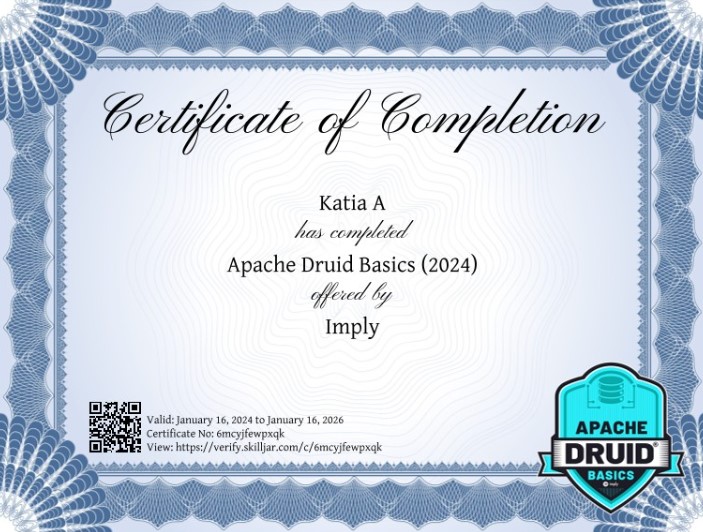 Certificate of Completion
Katia A
has completed
Apache Druid Basics (2024)
offered by
Imply
Valid: January 16, 2024 to January 16, 2026
Certificate No: 6mcyjfewpxqk
View: https://verify.skilljar.com/c/6mcyjfewpxqk
APACHE
DRUID®
BASICS
imply